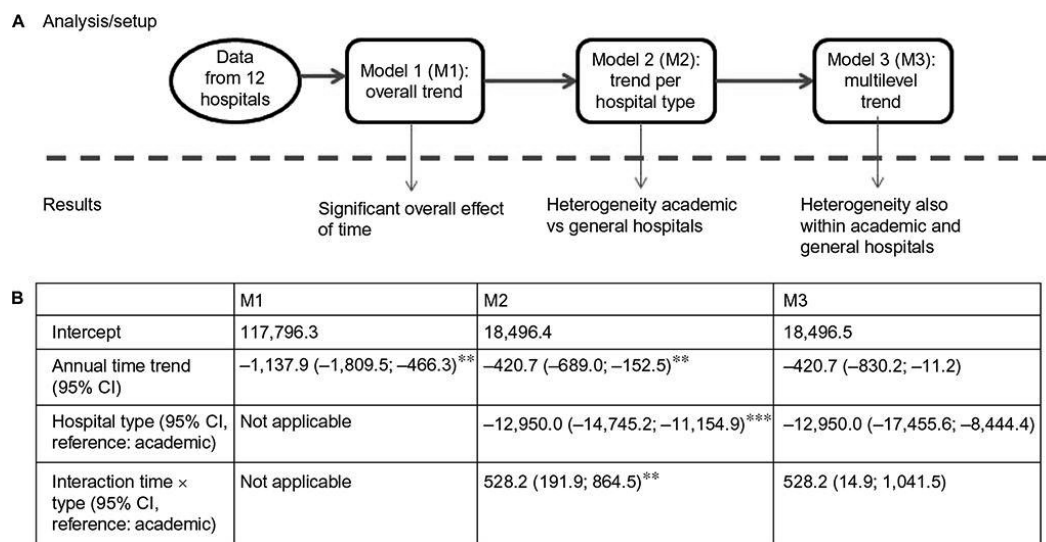 A Analysis/setup
Data
from 12
hospitals
Model 1 (M1):
overall trend
Model 2 (M2):
trend per
hospital type
Model 3 (M3):
multilevel
trend
Results
Significant overall effect
of time
Heterogeneity academic
vs general hospitals
Heterogeneity also
within academic and
general hospitals
B
M1 M2 M3
Intercept 117,796.3 18,496.4 18,496.5
Annual time trend –1,137.9 (–1,809.5; –466.3)** –420.7 (–689.0; –152.5)** –420.7 (–830.2; –11.2)
(95% CI)
Hospital type (95% CI, Not applicable –12,950.0 (–14,745.2; –11,154.9)*** –12,950.0 (–17,455.6; –8,444.4)
reference: academic)
Interaction time × Not applicable 528.2 (191.9; 864.5)** 528.2 (14.9; 1,041.5)
type (95% CI,
reference: academic)